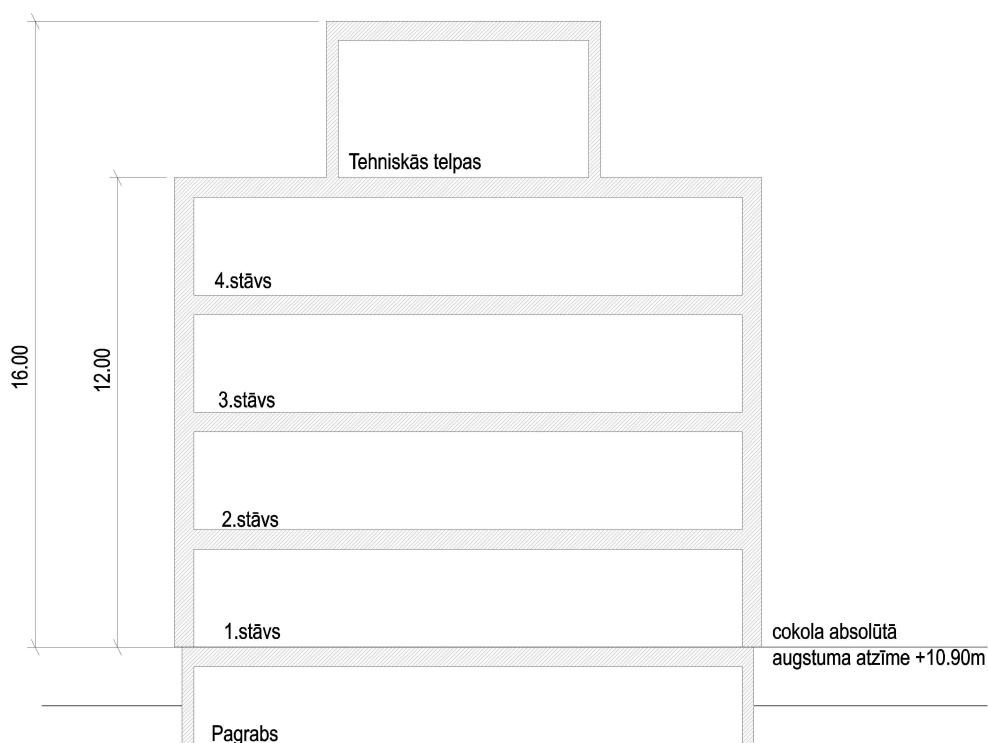 Tehniskās telpas
4.stāvs
16.00
12.00
3.stāvs
2.stāvs
1.stāvs
cokola absolūtā
augstuma atzīme +10.90m
Pagrabs